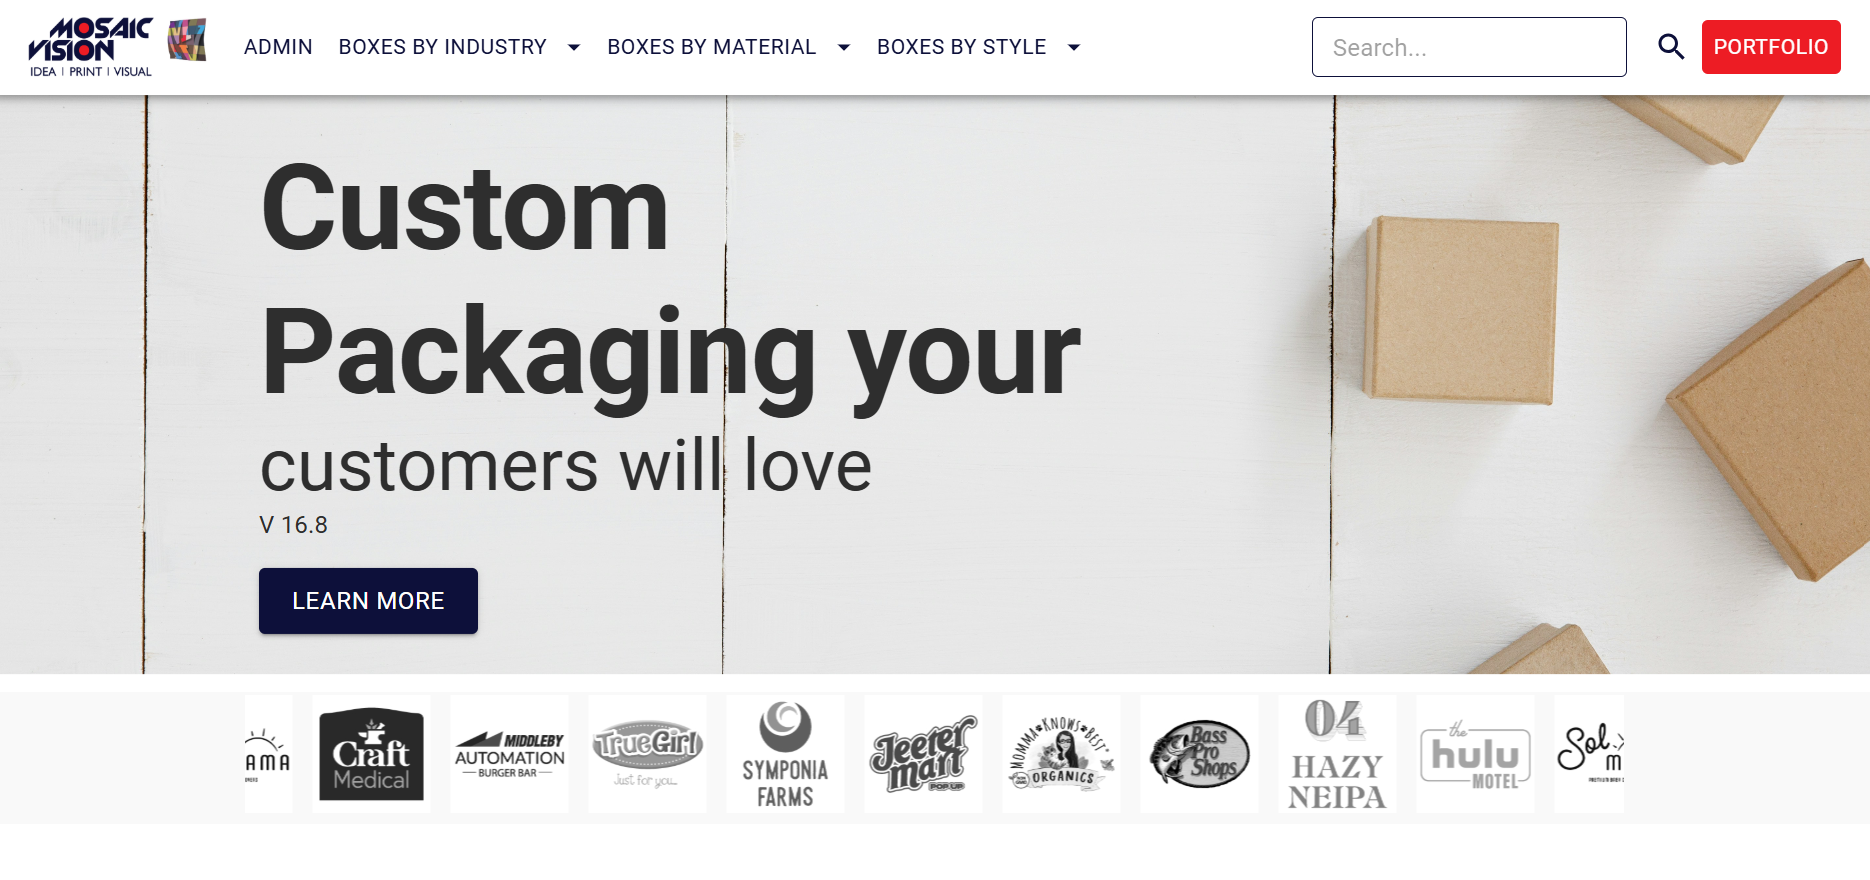 MOSAIC
VISION
IDEA | PRINT | VISUAL
ADMIN
BOXES BY INDUSTRY
BOXES BY MATERIAL
BOXES BY STYLE
Search...
PORTFOLIO
Custom
Packaging your
customers will love
V 16.8
LEARN MORE
AMA
Craft
Medical
MIDDLEBY
AUTOMATION
BURGER BAR
TrueGirl
Just for you...
SYMPONIA
FARMS
Jeeter
mart
POP UP
MOMMA KNOWS BEST
ORGANICS
Bass
Pro
Shops
04
HAZY
NEIPA
the
hulu
MOTEL
Sol
m